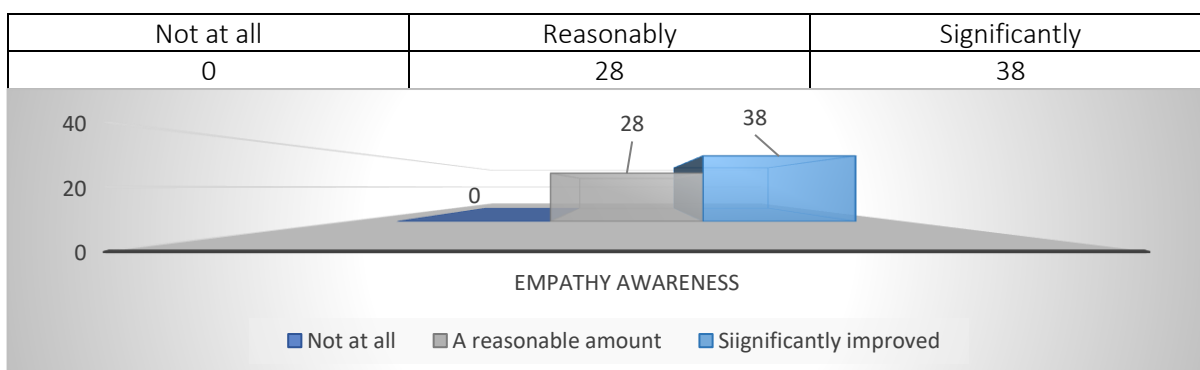 Not at all Reasonably Significantly
0 28 38
40
20
0
0
28
38
EMPATHY AWARENESS
Not at all A reasonable amount Siignificantly improved